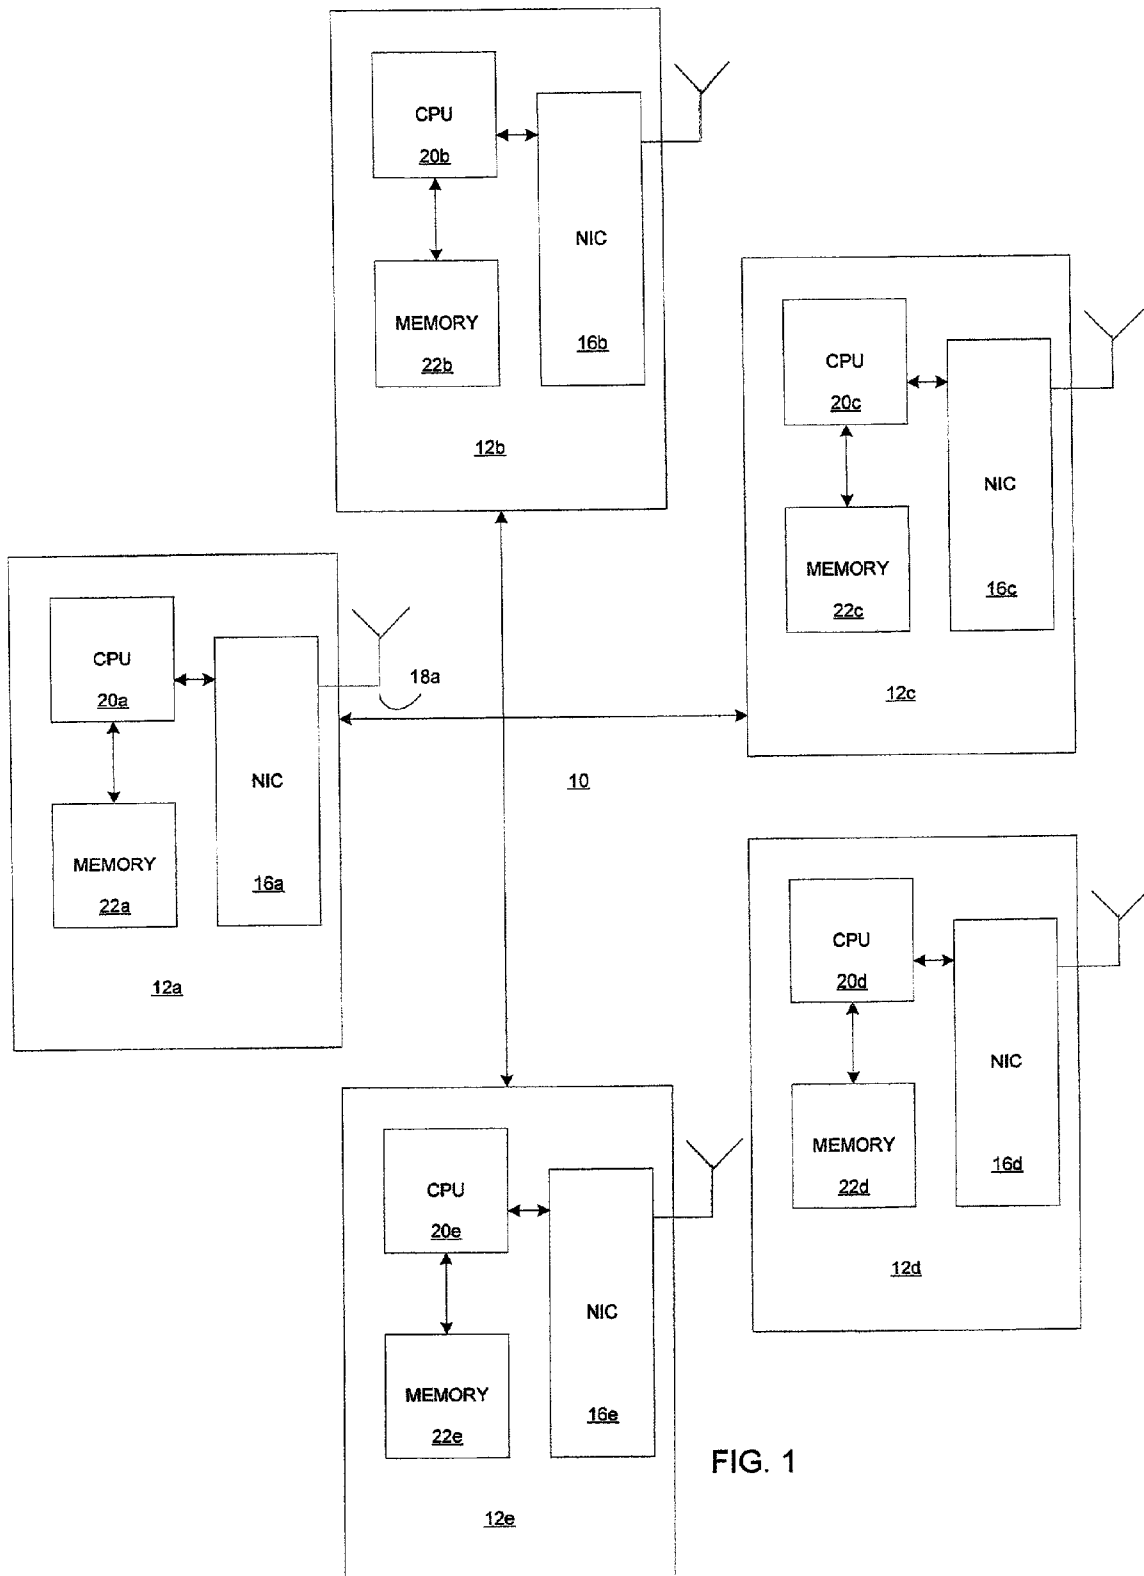 CPU
20b
NIC
MEMORY
22b
16b
12b
CPU
20c
NIC
MEMORY
22c
16c
12c
CPU
20a
18a
NIC
MEMORY
22a
16a
12a
10
CPU
20d
NIC
MEMORY
22d
16d
12d
CPU
20e
NIC
MEMORY
22e
16e
12e
FIG. 1